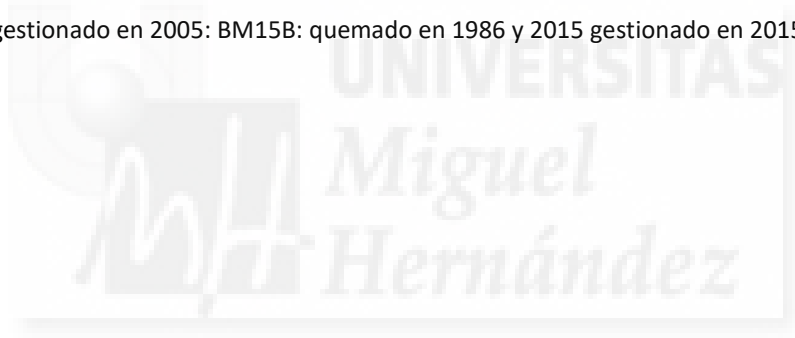 gestionado en 2005: BM15B: quemado en 1986 y 2015 gestionado en 2015
UNIVERSITAS
Miguel
Hernández